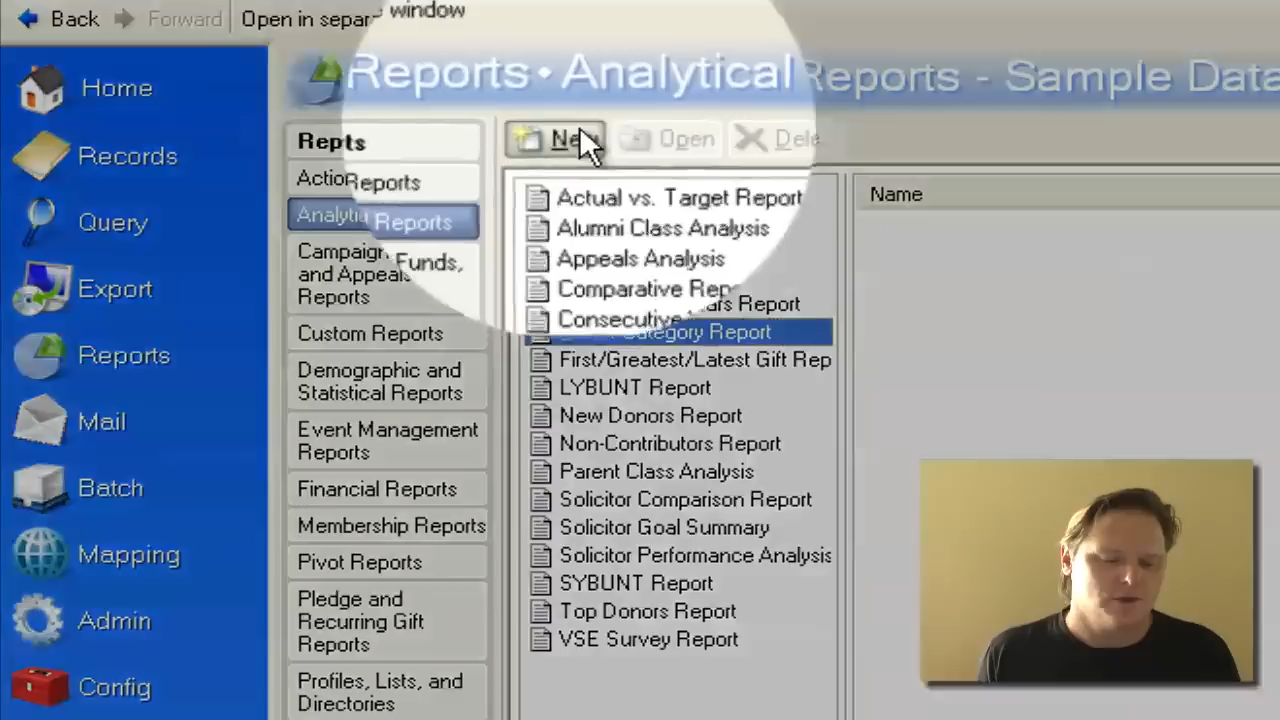 Back
Forward
Open in separ
window
Reports • Analytical Reports - Sample Data
Home
Records
Query
Export
Reports
Mail
Batch
Mapping
Admin
Config
Repts
Action Reports
Reports
Campaign
Funds,
and Appeals
Reports
Custom Reports
Demographic and
Statistical Reports
Event Management
Reports
Financial Reports
Membership Reports
Pivot Reports
Pledge and
Recurring Gift
Reports
Profiles, Lists, and
Directories
New
Open
Dele
Actual vs. Target Report
Alumni Class Analysis
Appeals Analysis
Comparative Rep
Consecutive
ars Report
Category Report
First/Greatest/Latest Gift Rep
LYBUNT Report
New Donors Report
Non-Contributors Report
Parent Class Analysis
Solicitor Comparison Report
Solicitor Goal Summary
Solicitor Performance Analysis
SYBUNT Report
Top Donors Report
VSE Survey Report
Name